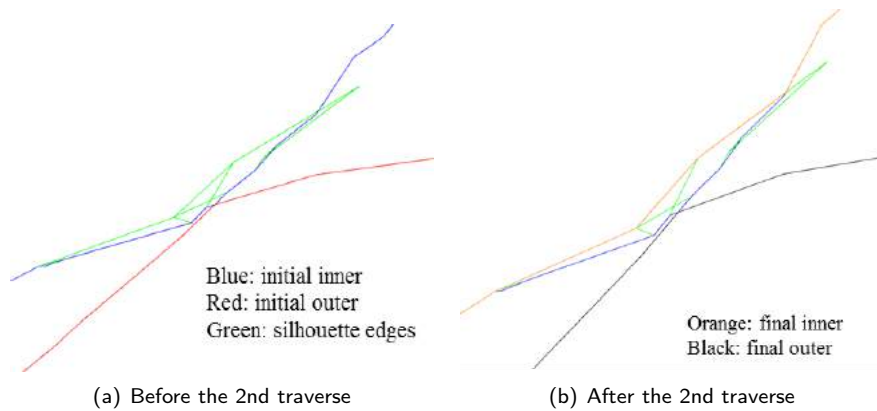 Blue: initial inner
Red: initial outer
Green: silhouette edges
Orange: final inner
Black: final outer
(a) Before the 2nd traverse
(b) After the 2nd traverse